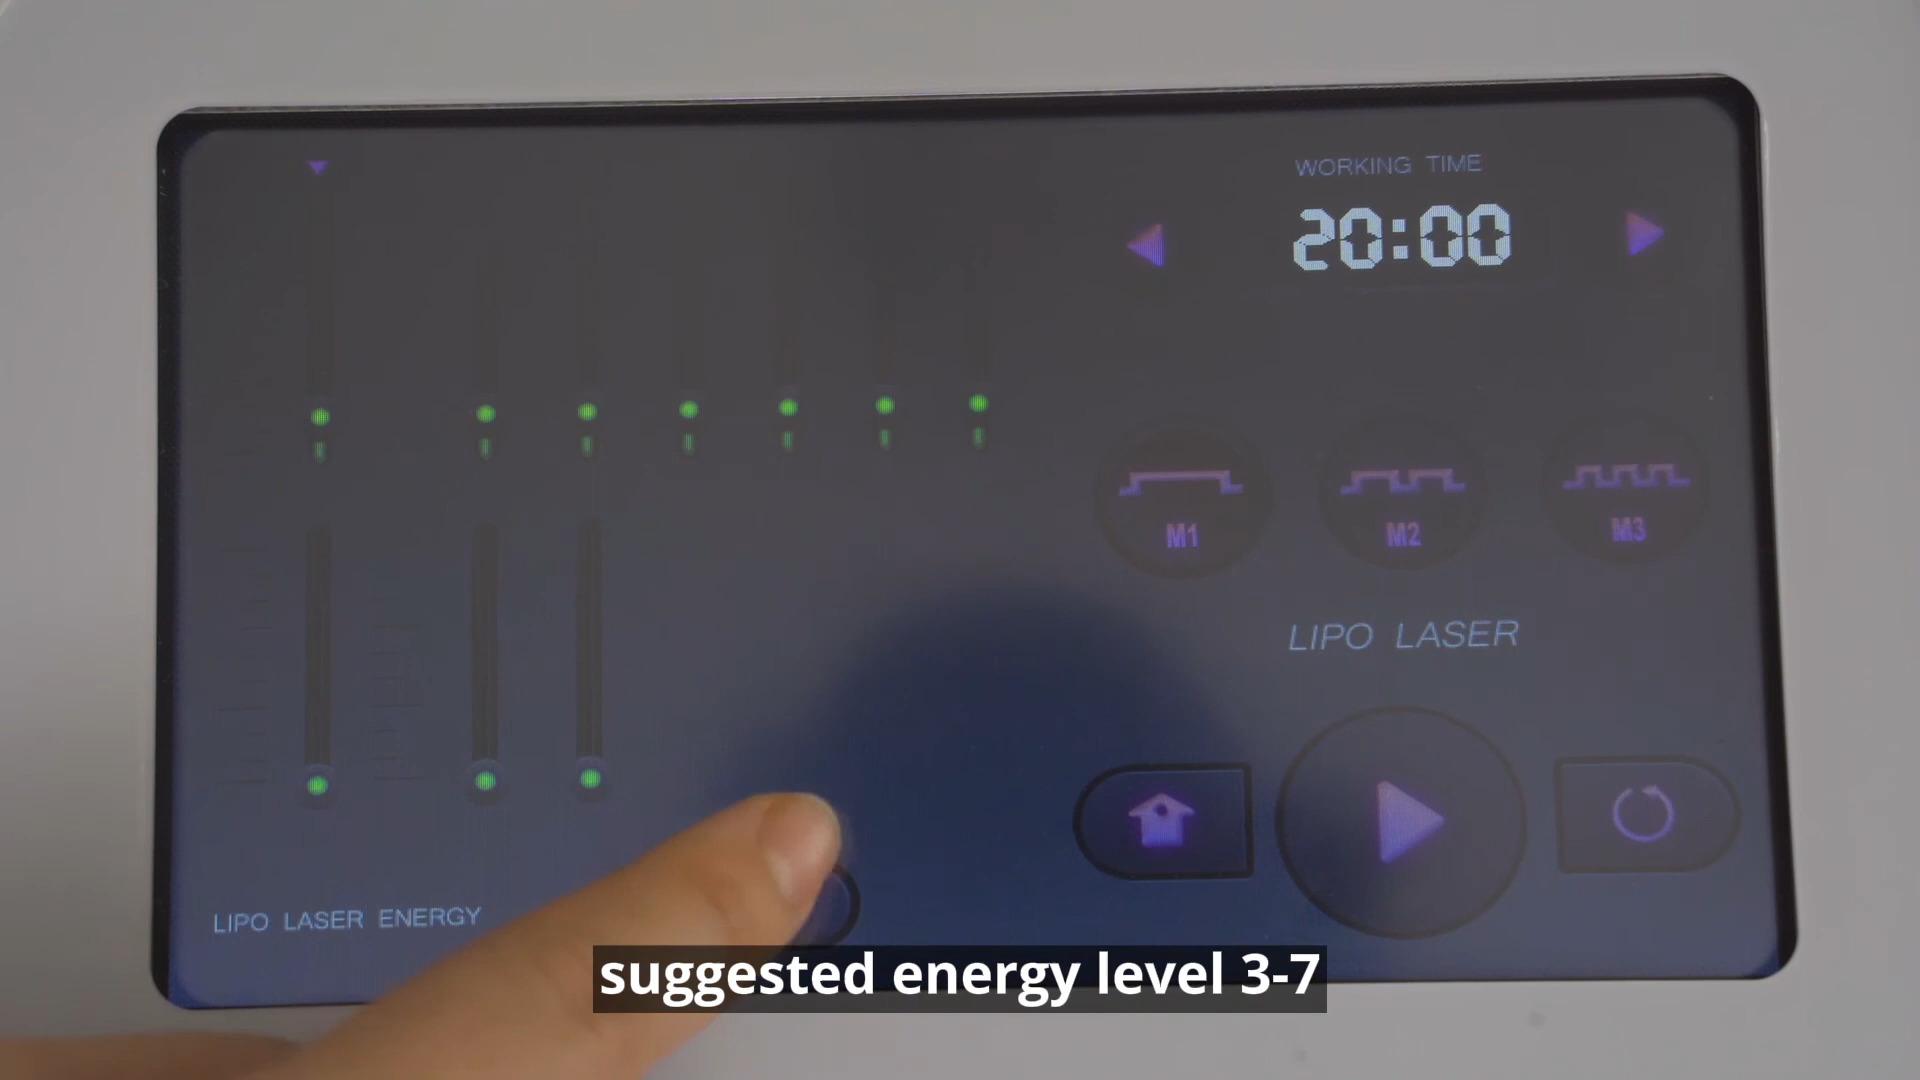 WORKING TIME
20:00
M1
M2
M3
LIPO LASER
LIPO LASER ENERGY
suggested energy level 3-7